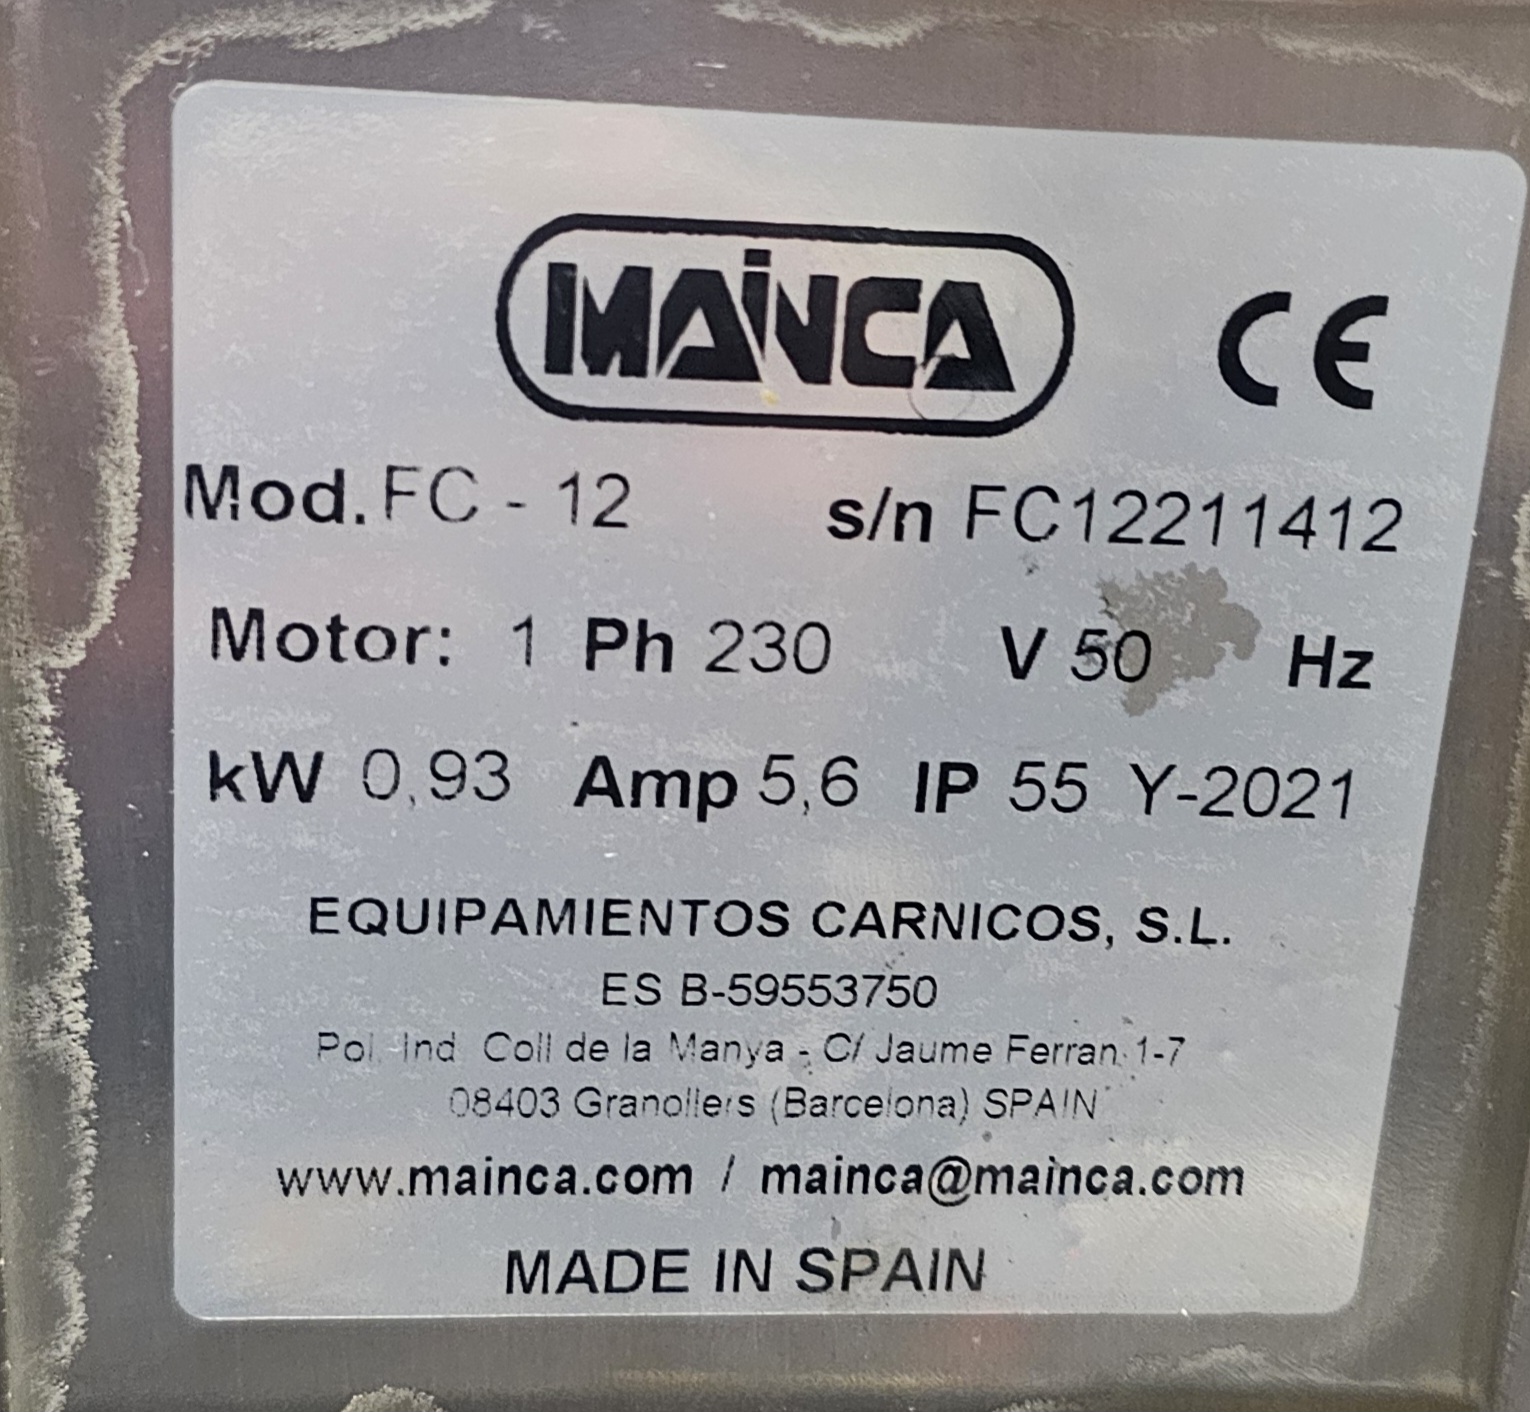 MAINCA CE
Mod. FC - 12 s/n FC12211412
Motor: 1 Ph 230 V 50 Hz
kW 0,93 Amp 5,6 IP 55 Y-2021
EQUIPAMIENTOS CARNICOS, S.L.
ES B-59553750
Pol. Ind. Coll de la Manya - C/ Jaume Ferran, 1-7
08403 Granollers (Barcelona) SPAIN
www.mainca.com / mainca@mainca.com
MADE IN SPAIN